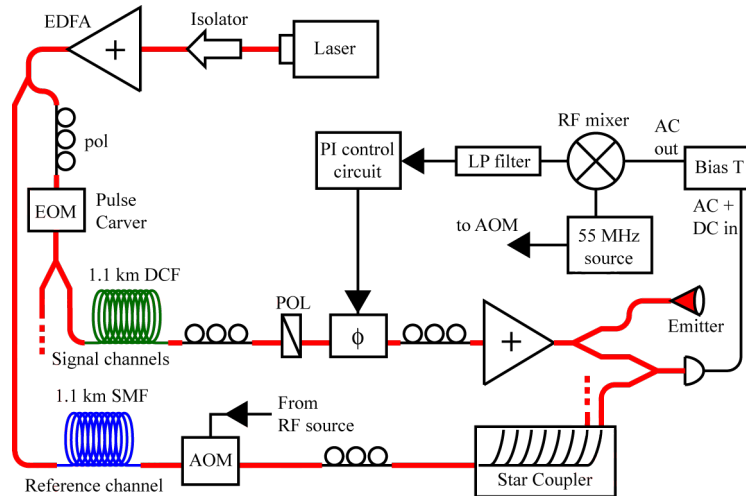 EDFA
Isolator
Laser
pol
EOM
Pulse
Carver
PI control
circuit
LP filter
RF mixer
AC
out
Bias T
AC +
DC in
to AOM
55 MHz
source
1.1 km DCF
POL
ϕ
Emitter
Signal channels
1.1 km SMF
From
RF source
AOM
Reference channel
Star Coupler